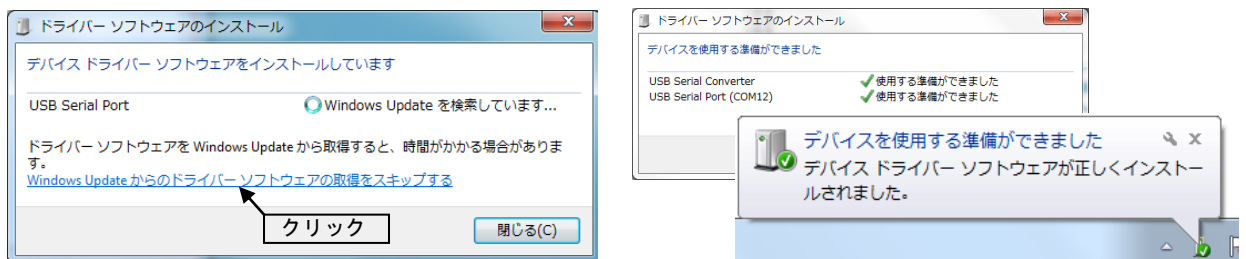 ドライバー ソフトウェアのインストール
デバイス ドライバー ソフトウェアをインストールしています
USB Serial Port
Windows Update を検索しています...
ドライバー ソフトウェアを Windows Update から取得すると、時間がかかる場合がありま
す。
Windows Update からのドライバー ソフトウェアの取得をスキップする
クリック
閉じる(C)
ドライバー ソフトウェアのインストール
デバイスを使用する準備ができました
USB Serial Converter
使用する準備ができました
USB Serial Port (COM12)
使用する準備ができました
デバイスを使用する準備ができました
デバイス ドライバー ソフトウェアが正しくインストー
ルされました。